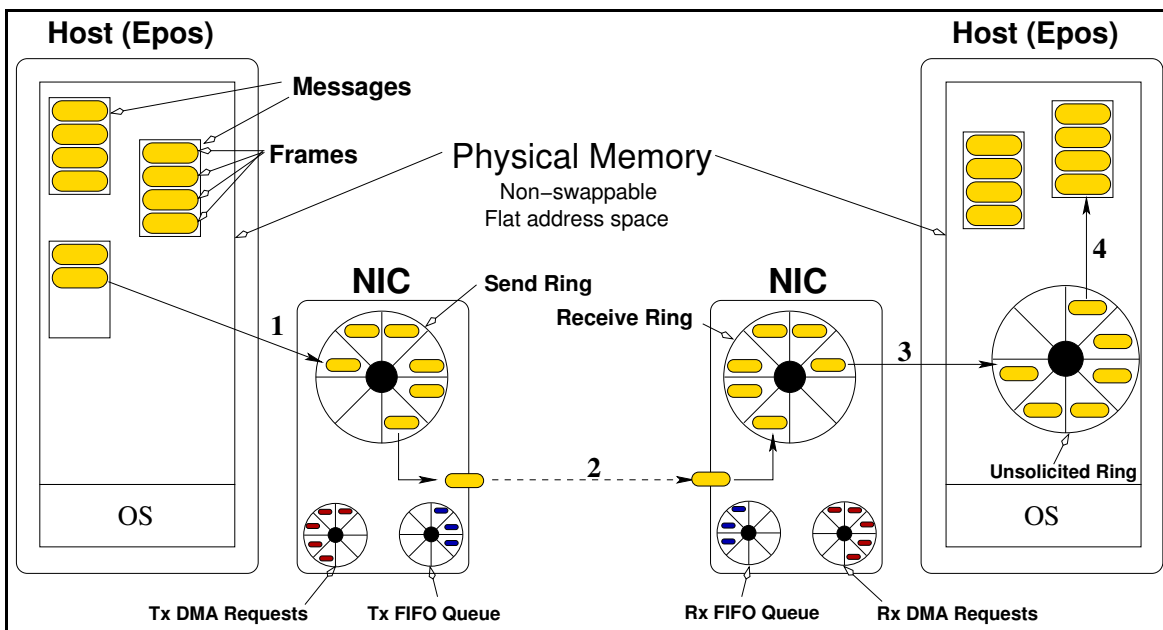 Host (Epos)
Host (Epos)
Messages
Frames
Physical Memory
Non−swappable
Flat address space
4
NIC
NIC
Send Ring
Receive Ring
1
3
2
Unsolicited Ring
OS
OS
Tx DMA Requests
Tx FIFO Queue
Rx FIFO Queue
Rx DMA Requests